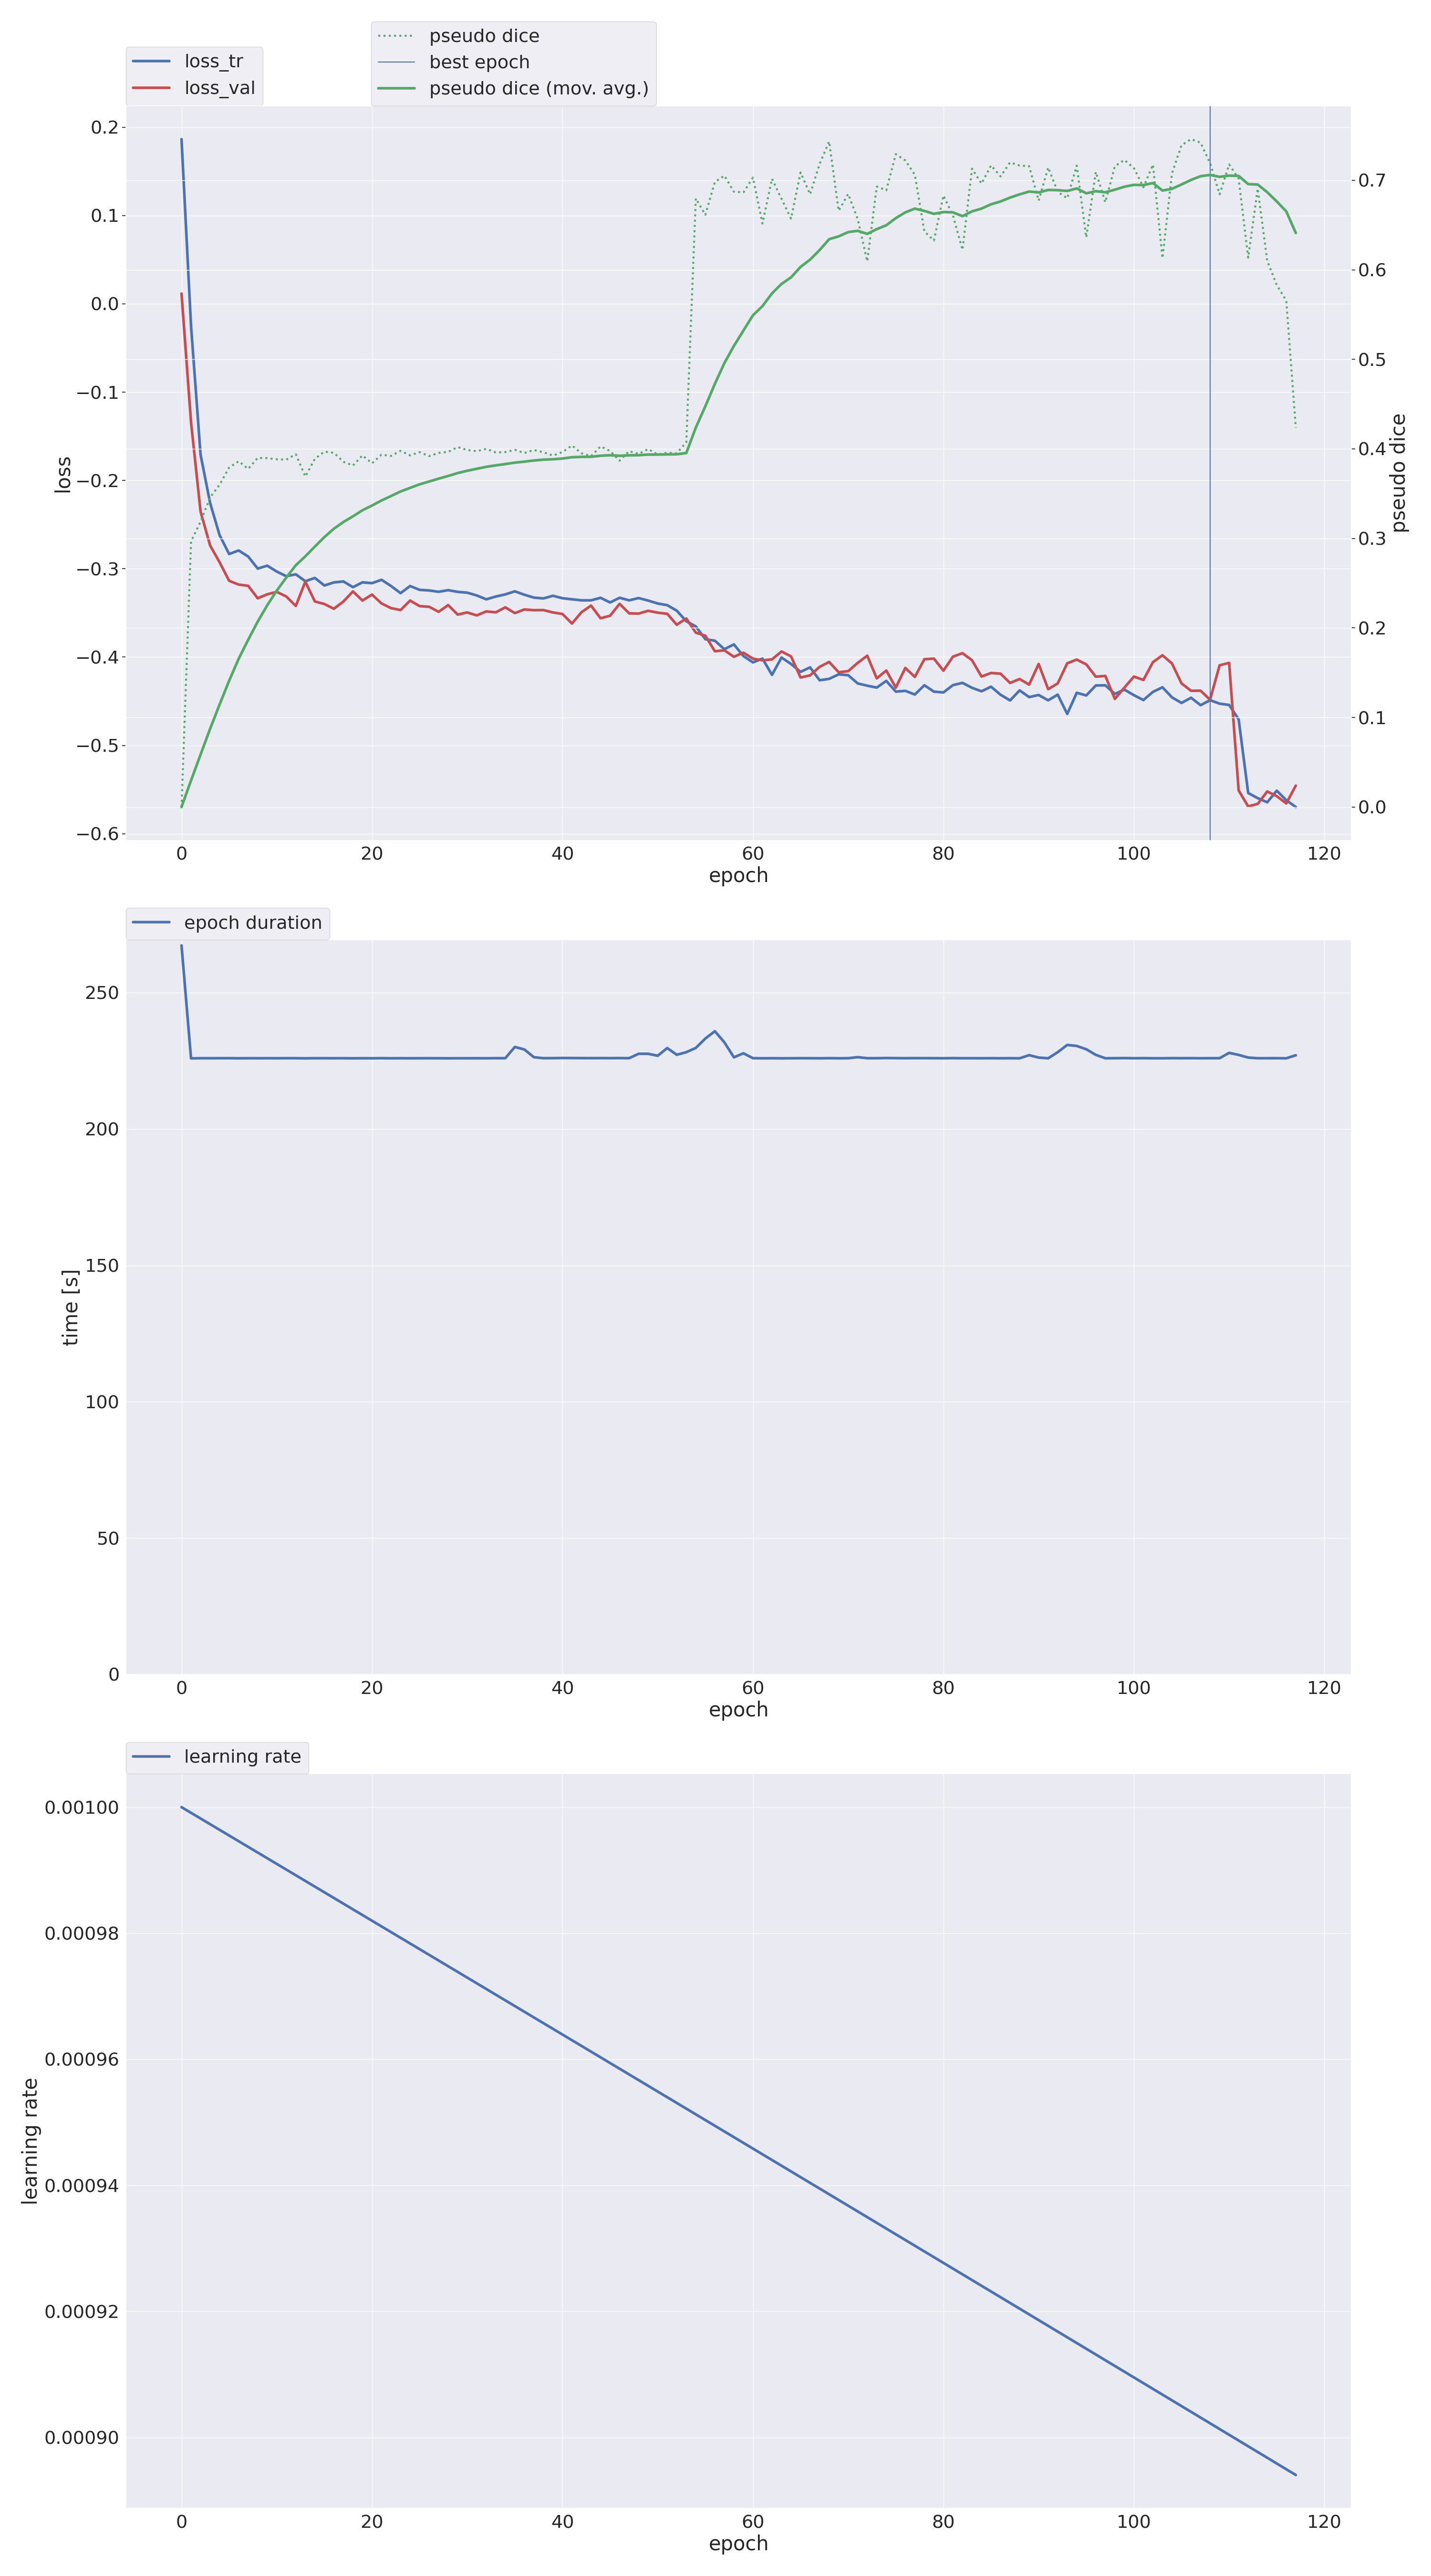 pseudo dice
loss_tr
best epoch
loss_val
pseudo dice (mov. avg.)
0.2
0.1
0.0
−0.1
−0.2
−0.3
−0.4
−0.5
−0.6
loss
0.7
0.6
0.5
0.4
0.3
0.2
0.1
0.0
pseudo dice
0 20 40 60 80 100 120
epoch
epoch duration
250
200
150
100
50
0
time [s]
0 20 40 60 80 100 120
epoch
learning rate
0.00100
0.00098
0.00096
0.00094
0.00092
0.00090
learning rate
0 20 40 60 80 100 120
epoch